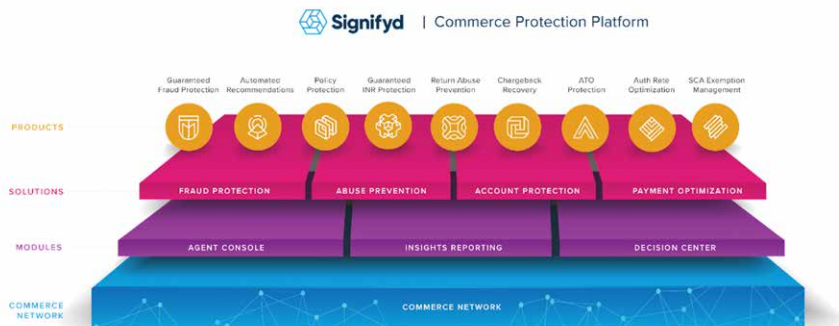 Signifyd | Commerce Protection Platform
Guaranteed
Fraud Protection
Automated
Recommendations
Policy
Protection
Guaranteed
INR Protection
Return Abuse
Prevention
Chargeback
Recovery
ATO
Protection
Auth Rate
Optimization
SCA Exemption
Management
PRODUCTS
SOLUTIONS
FRAUD PROTECTION
ABUSE PREVENTION
ACCOUNT PROTECTION
PAYMENT OPTIMIZATION
MODULES
AGENT CONSOLE
INSIGHTS REPORTING
DECISION CENTER
COMMERCE
NETWORK
COMMERCE NETWORK